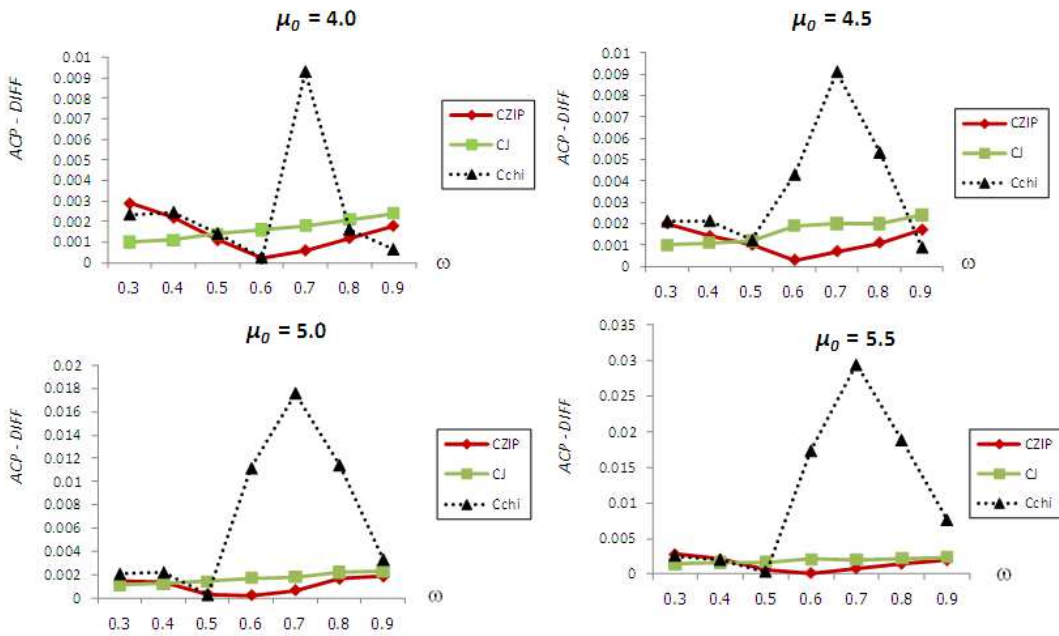 μ₀ = 4.0
ACP - DIFF
0.01
0.009
0.008
0.007
0.006
0.005
0.004
0.003
0.002
0.001
0
0.3 0.4 0.5 0.6 0.7 0.8 0.9
ω
CZIP
CJ
Cchi
μ₀ = 4.5
ACP - DIFF
0.01
0.009
0.008
0.007
0.006
0.005
0.004
0.003
0.002
0.001
0
0.3 0.4 0.5 0.6 0.7 0.8 0.9
ω
CZIP
CJ
Cchi
μ₀ = 5.0
ACP - DIFF
0.02
0.018
0.016
0.014
0.012
0.01
0.008
0.006
0.004
0.002
0
0.3 0.4 0.5 0.6 0.7 0.8 0.9
ω
CZIP
CJ
Cchi
μ₀ = 5.5
ACP - DIFF
0.035
0.03
0.025
0.02
0.015
0.01
0.005
0
0.3 0.4 0.5 0.6 0.7 0.8 0.9
ω
CZIP
CJ
Cchi